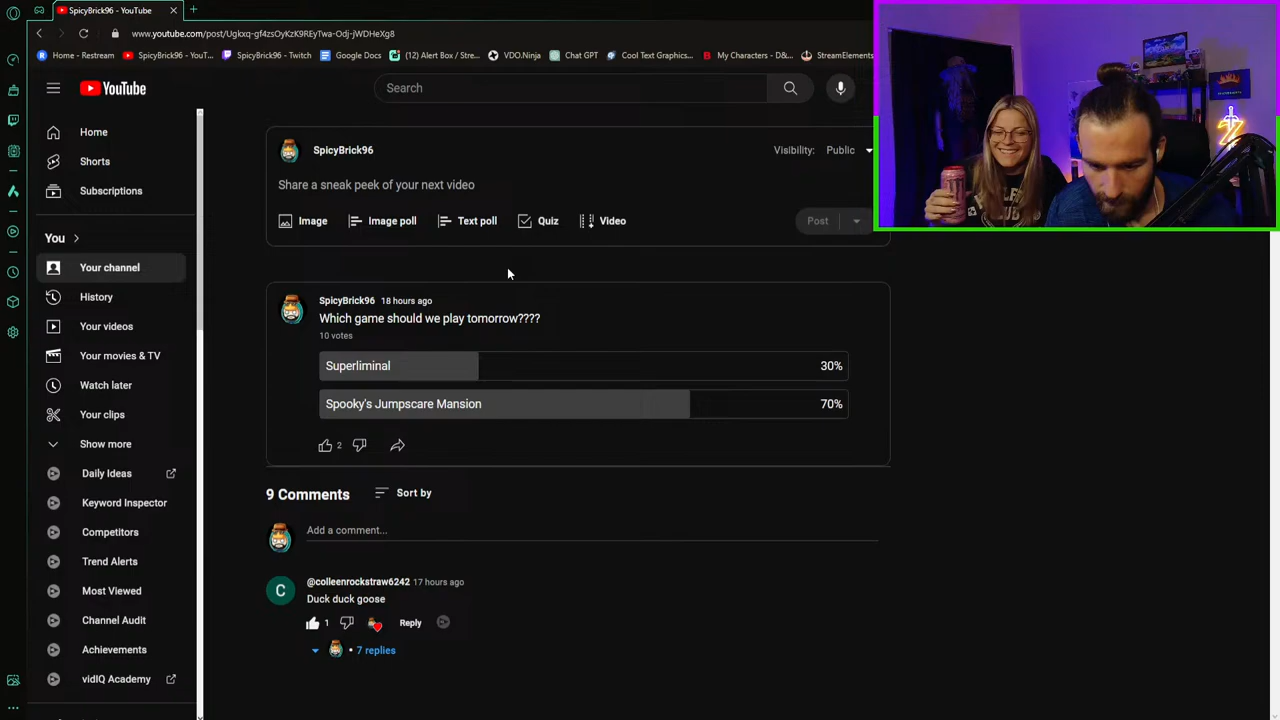 SpicyBrick96 - YouTube
www.youtube.com/post/Ugkxq-gf4zsOyKzK9REyTwa-Odj-jWDHeXg8
Home - Restream
SpicyBrick96 - YouT...
SpicyBrick96 - Twitch
Google Docs
(12) Alert Box / Stre...
VDO.Ninja
Chat GPT
Cool Text Graphics...
My Characters - D&...
StreamElements
YouTube
Search
Home
Shorts
Subscriptions
You
Your channel
History
Your videos
Your movies & TV
Watch later
Your clips
Show more
Daily Ideas
Keyword Inspector
Competitors
Trend Alerts
Most Viewed
Channel Audit
Achievements
vidIQ Academy
SpicyBrick96
Visibility: Public
Share a sneak peek of your next video
Image
Image poll
Text poll
Quiz
Video
Post
SpicyBrick96 18 hours ago
Which game should we play tomorrow????
10 votes
Superliminal 30%
Spooky's Jumpscare Mansion 70%
2
9 Comments
Sort by
Add a comment...
C
@colleenrockstraw6242 17 hours ago
Duck duck goose
1
Reply
7 replies